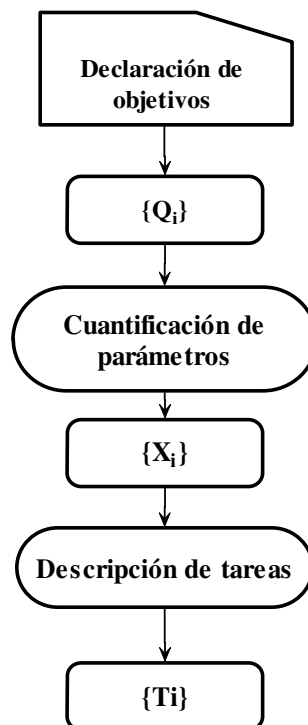 Declaración de
objetivos
{Qᵢ}
Cuantificación de
parámetros
{Xᵢ}
Descripción de tareas
{Ti}